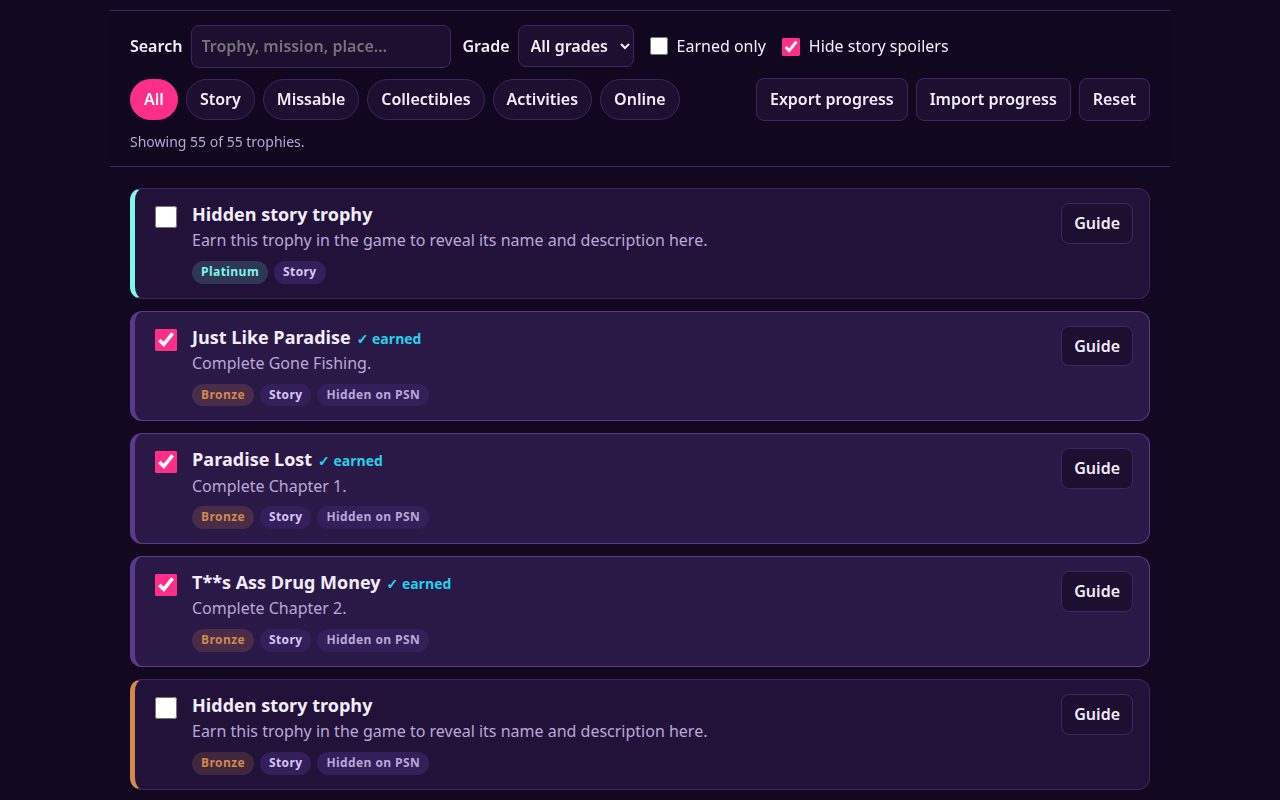 Search Trophy, mission, place... Grade All grades Earned only Hide story spoilers
All Story Missable Collectibles Activities Online Export progress Import progress Reset
Showing 55 of 55 trophies.
Hidden story trophy
Guide
Earn this trophy in the game to reveal its name and description here.
Platinum Story
Just Like Paradise ✓ earned
Guide
Complete Gone Fishing.
Bronze Story Hidden on PSN
Paradise Lost ✓ earned
Guide
Complete Chapter 1.
Bronze Story Hidden on PSN
T**s Ass Drug Money ✓ earned
Guide
Complete Chapter 2.
Bronze Story Hidden on PSN
Hidden story trophy
Guide
Earn this trophy in the game to reveal its name and description here.
Bronze Story Hidden on PSN